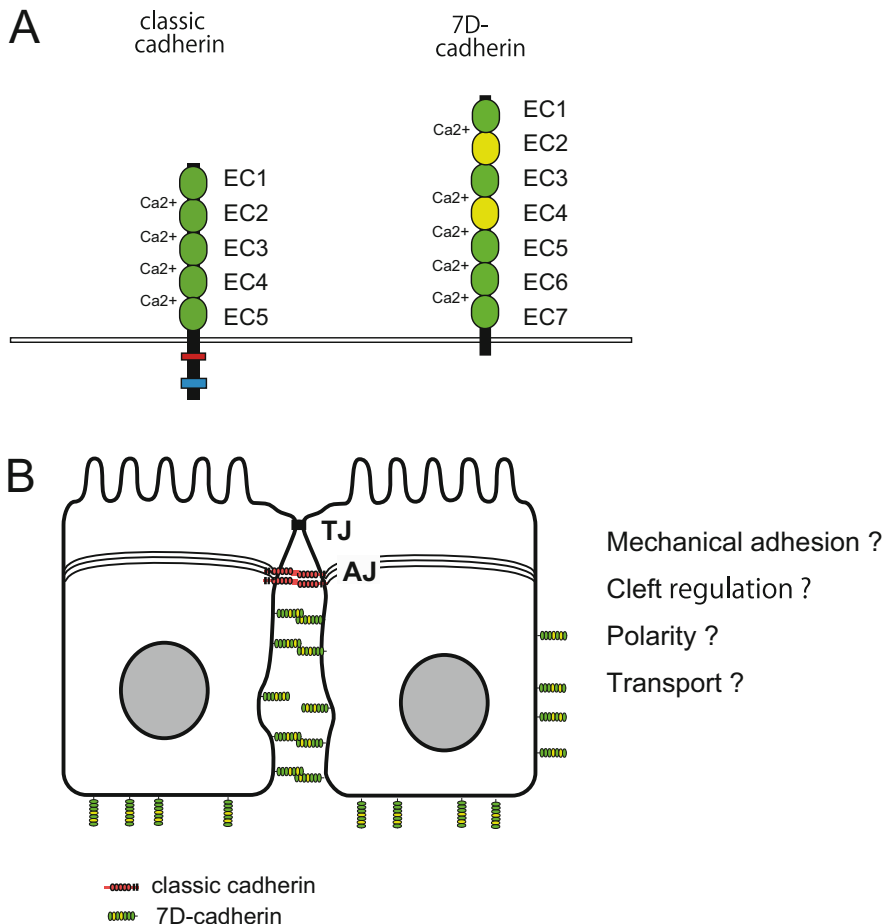 A
classic
cadherin
7D-
cadherin
EC1
Ca2+
EC2
Ca2+
EC3
Ca2+
EC4
Ca2+
EC5
EC1
Ca2+
EC2
EC3
Ca2+
EC4
Ca2+
EC5
Ca2+
EC6
Ca2+
EC7
B
TJ
AJ
Mechanical adhesion ?
Cleft regulation ?
Polarity ?
Transport ?
classic cadherin
7D-cadherin